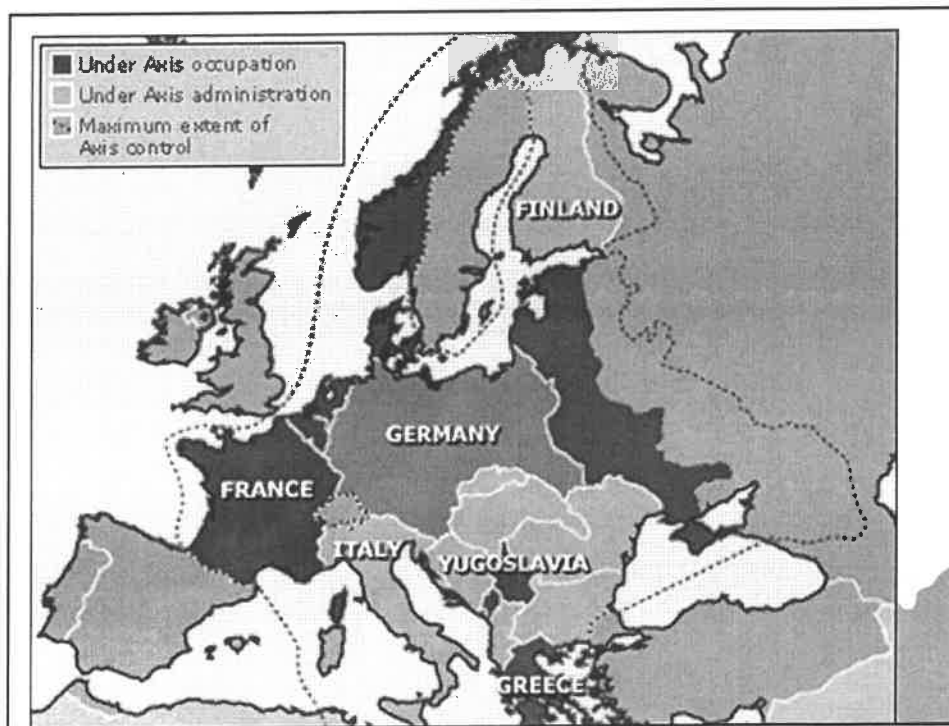 Under Axis occupation
Under Axis administration
Maximum extent of
Axis control
FINLAND
GERMANY
FRANCE
ITALY
YUGOSLAVIA
GREECE